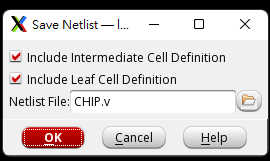 Save Netlist — l...
Include Intermediate Cell Definition
Include Leaf Cell Definition
Netlist File: CHIP.v
OK Cancel Help